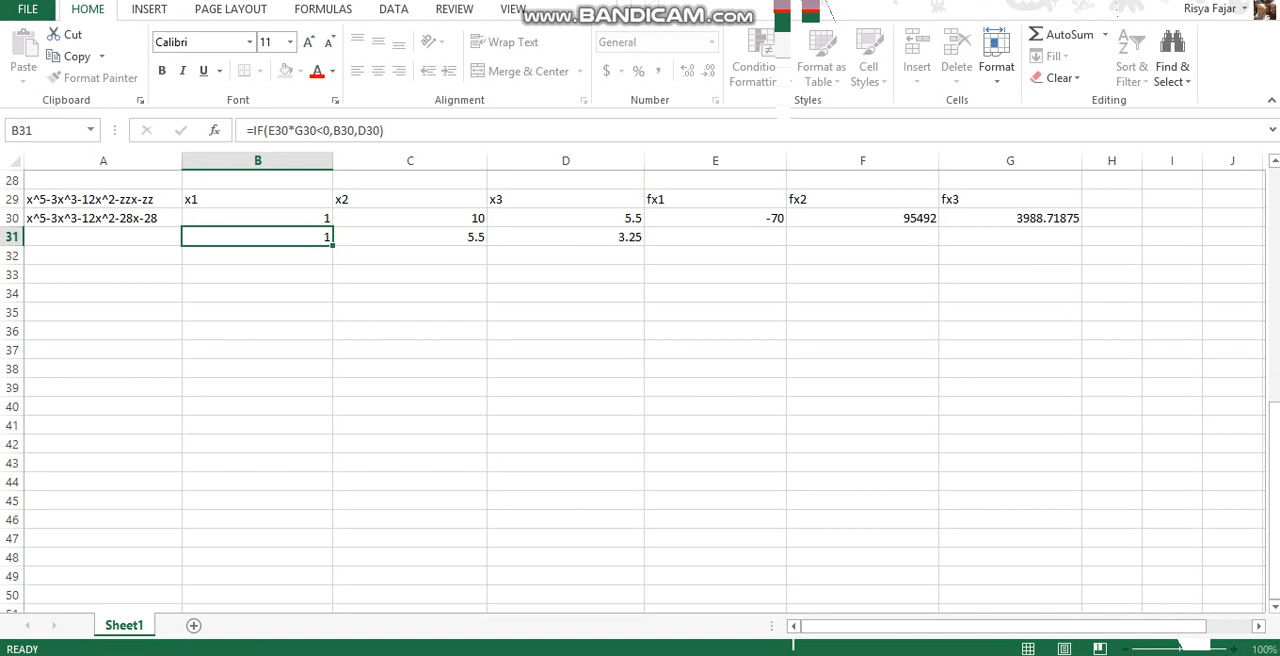 www.BANDICAM.com
FILE HOME INSERT PAGE LAYOUT FORMULAS DATA REVIEW VIEW Risya Fajar
Cut
Copy
Format Painter
Paste
Clipboard
Calibri 11
B I U A
Font
Wrap Text
Merge & Center
Alignment
General
$ % ,
Number
Conditio
Formattin
Format as
Table
Cell
Styles
Styles
Insert Delete Format
Cells
AutoSum
Fill
Clear
Sort &
Filter
Find &
Select
Editing
B31 fx =IF(E30*G30<0,B30,D30)
A B C D E F G H I J
28
29 x^5-3x^3-12x^2-zzx-zz x1 x2 x3 fx1 fx2 fx3
30 x^5-3x^3-12x^2-28x-28 1 10 5.5 -70 95492 3988.71875
31 1 5.5 3.25
32
33
34
35
36
37
38
39
40
41
42
43
44
45
46
47
48
49
50
Sheet1
READY 100%